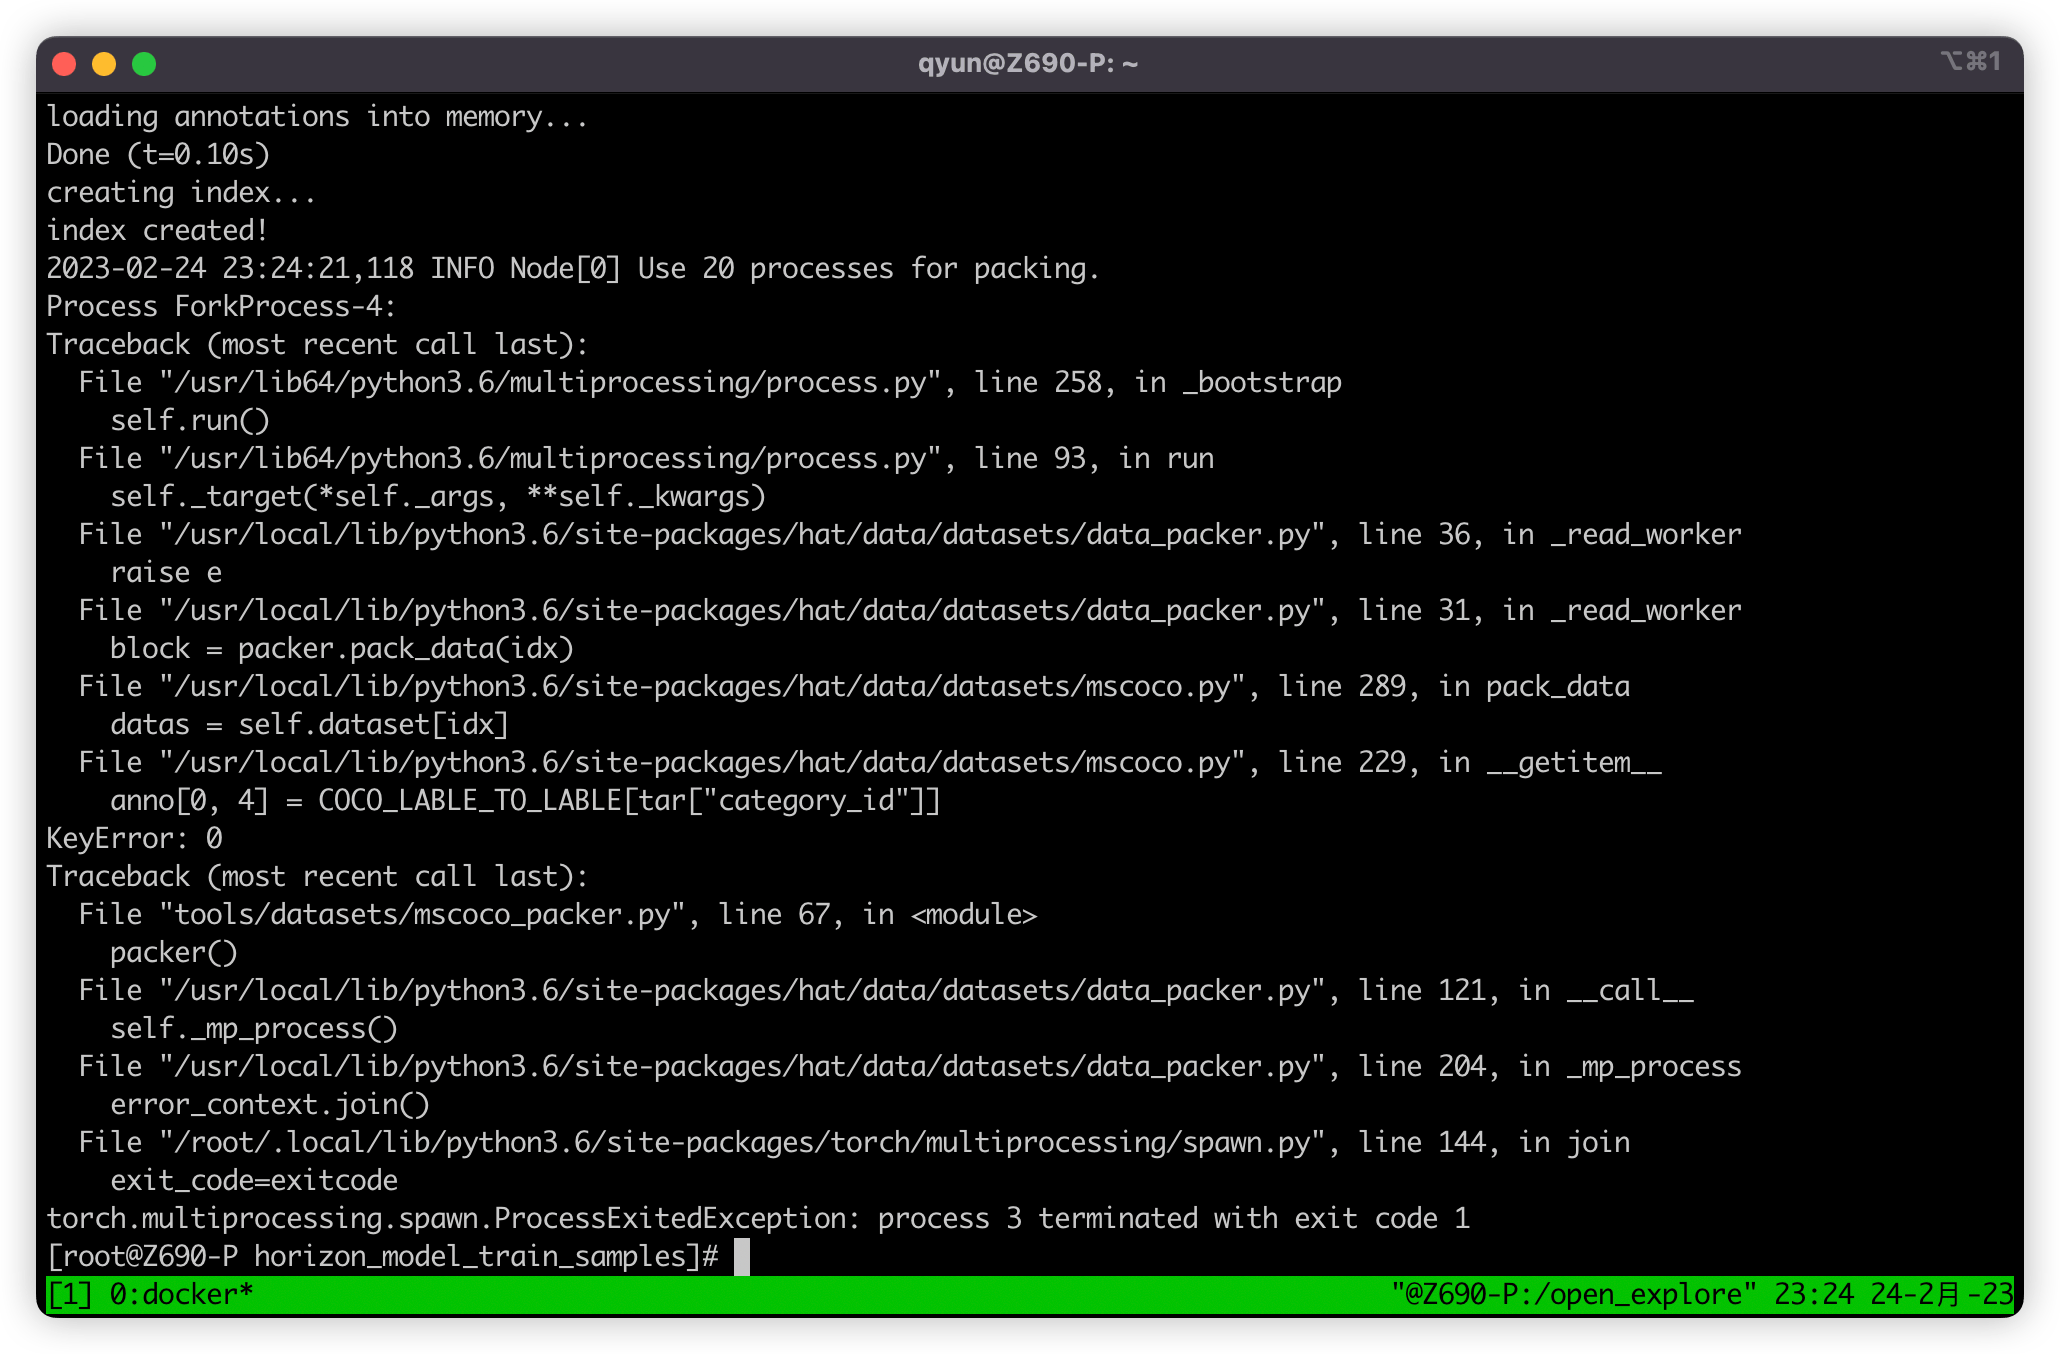 qyun@Z690-P: ~
⌥⌘1
loading annotations into memory...
Done (t=0.10s)
creating index...
index created!
2023-02-24 23:24:21,118 INFO Node[0] Use 20 processes for packing.
Process ForkProcess-4:
Traceback (most recent call last):
  File "/usr/lib64/python3.6/multiprocessing/process.py", line 258, in _bootstrap
    self.run()
  File "/usr/lib64/python3.6/multiprocessing/process.py", line 93, in run
    self._target(*self._args, **self._kwargs)
  File "/usr/local/lib/python3.6/site-packages/hat/data/datasets/data_packer.py", line 36, in _read_worker
    raise e
  File "/usr/local/lib/python3.6/site-packages/hat/data/datasets/data_packer.py", line 31, in _read_worker
    block = packer.pack_data(idx)
  File "/usr/local/lib/python3.6/site-packages/hat/data/datasets/mscoco.py", line 289, in pack_data
    datas = self.dataset[idx]
  File "/usr/local/lib/python3.6/site-packages/hat/data/datasets/mscoco.py", line 229, in __getitem__
    anno[0, 4] = COCO_LABLE_TO_LABLE[tar["category_id"]]
KeyError: 0
Traceback (most recent call last):
  File "tools/datasets/mscoco_packer.py", line 67, in <module>
    packer()
  File "/usr/local/lib/python3.6/site-packages/hat/data/datasets/data_packer.py", line 121, in __call__
    self._mp_process()
  File "/usr/local/lib/python3.6/site-packages/hat/data/datasets/data_packer.py", line 204, in _mp_process
    error_context.join()
  File "/root/.local/lib/python3.6/site-packages/torch/multiprocessing/spawn.py", line 144, in join
    exit_code=exitcode
torch.multiprocessing.spawn.ProcessExitedException: process 3 terminated with exit code 1
[root@Z690-P horizon_model_train_samples]#
[1] 0:docker* "@Z690-P:/open_explore" 23:24 24-2月-23